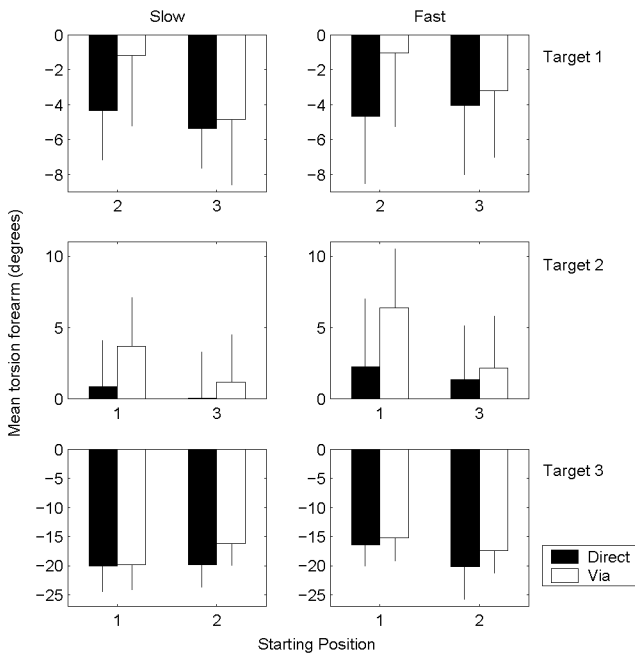 Slow Fast
0 0 Target 1
−2 −2
−4 −4
−6 −6
−8 −8
2 3 2 3
Mean torsion forearm (degrees)
10 10 Target 2
5 5
0 0
1 3 1 3
0 0 Target 3
−5 −5
−10 −10
−15 −15
−20 −20
−25 −25
1 2 1 2
Direct
Via
Starting Position